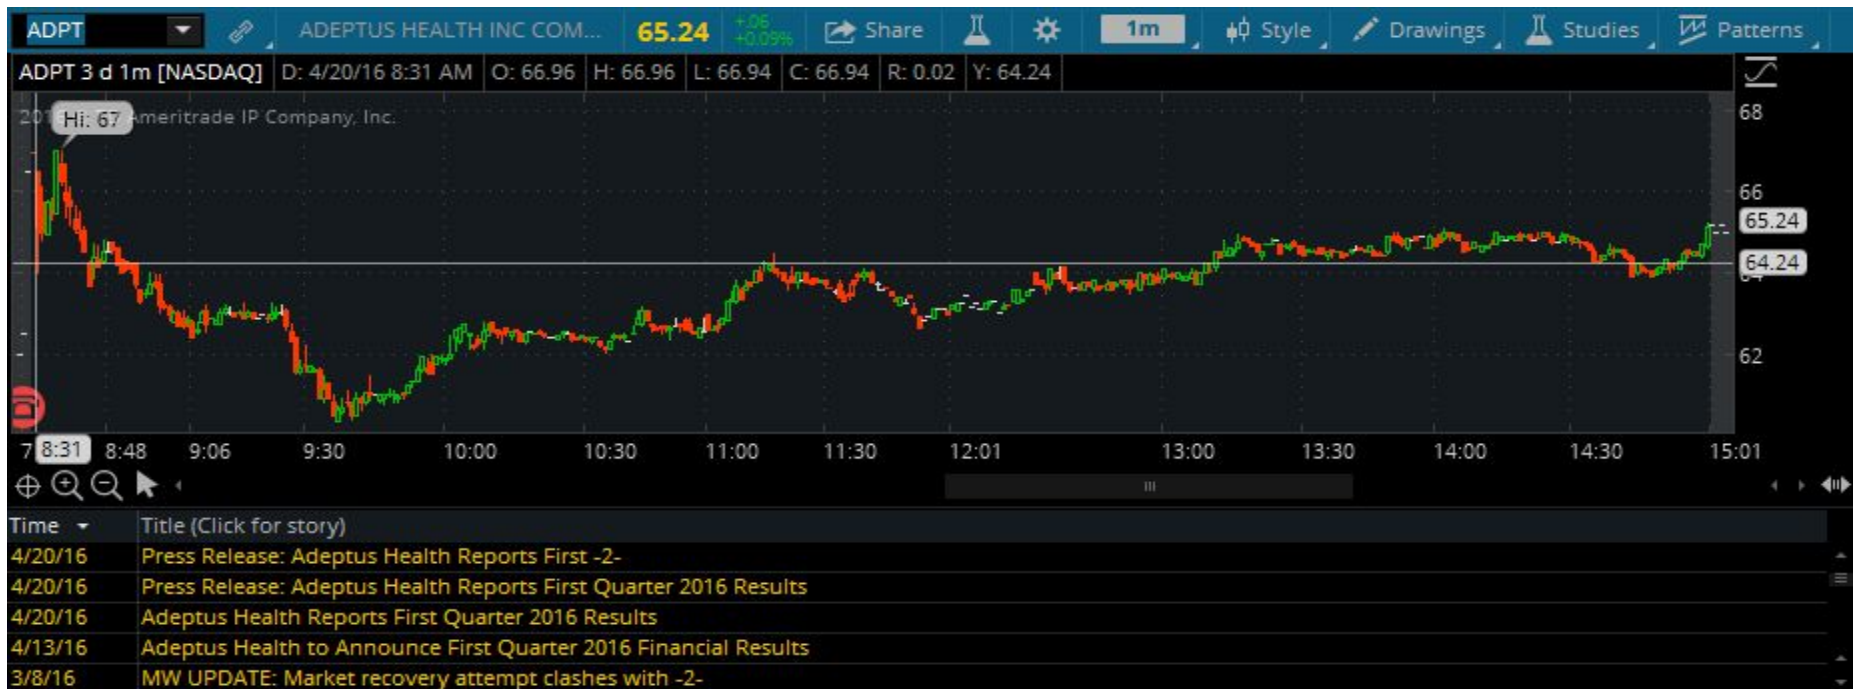 ADPT ADEPTUS HEALTH INC COM... 65.24 +.06 +0.09% Share 1m Style Drawings Studies Patterns
ADPT 3 d 1m [NASDAQ] D: 4/20/16 8:31 AM O: 66.96 H: 66.96 L: 66.94 C: 66.94 R: 0.02 Y: 64.24
Hi: 67 Ameritrade IP Company, Inc.
68
66
65.24
64.24
62
7 8:31 8:48 9:06 9:30 10:00 10:30 11:00 11:30 12:01 13:00 13:30 14:00 14:30 15:01
Time Title (Click for story)
4/20/16 Press Release: Adeptus Health Reports First -2-
4/20/16 Press Release: Adeptus Health Reports First Quarter 2016 Results
4/20/16 Adeptus Health Reports First Quarter 2016 Results
4/13/16 Adeptus Health to Announce First Quarter 2016 Financial Results
3/8/16 MW UPDATE: Market recovery attempt clashes with -2-